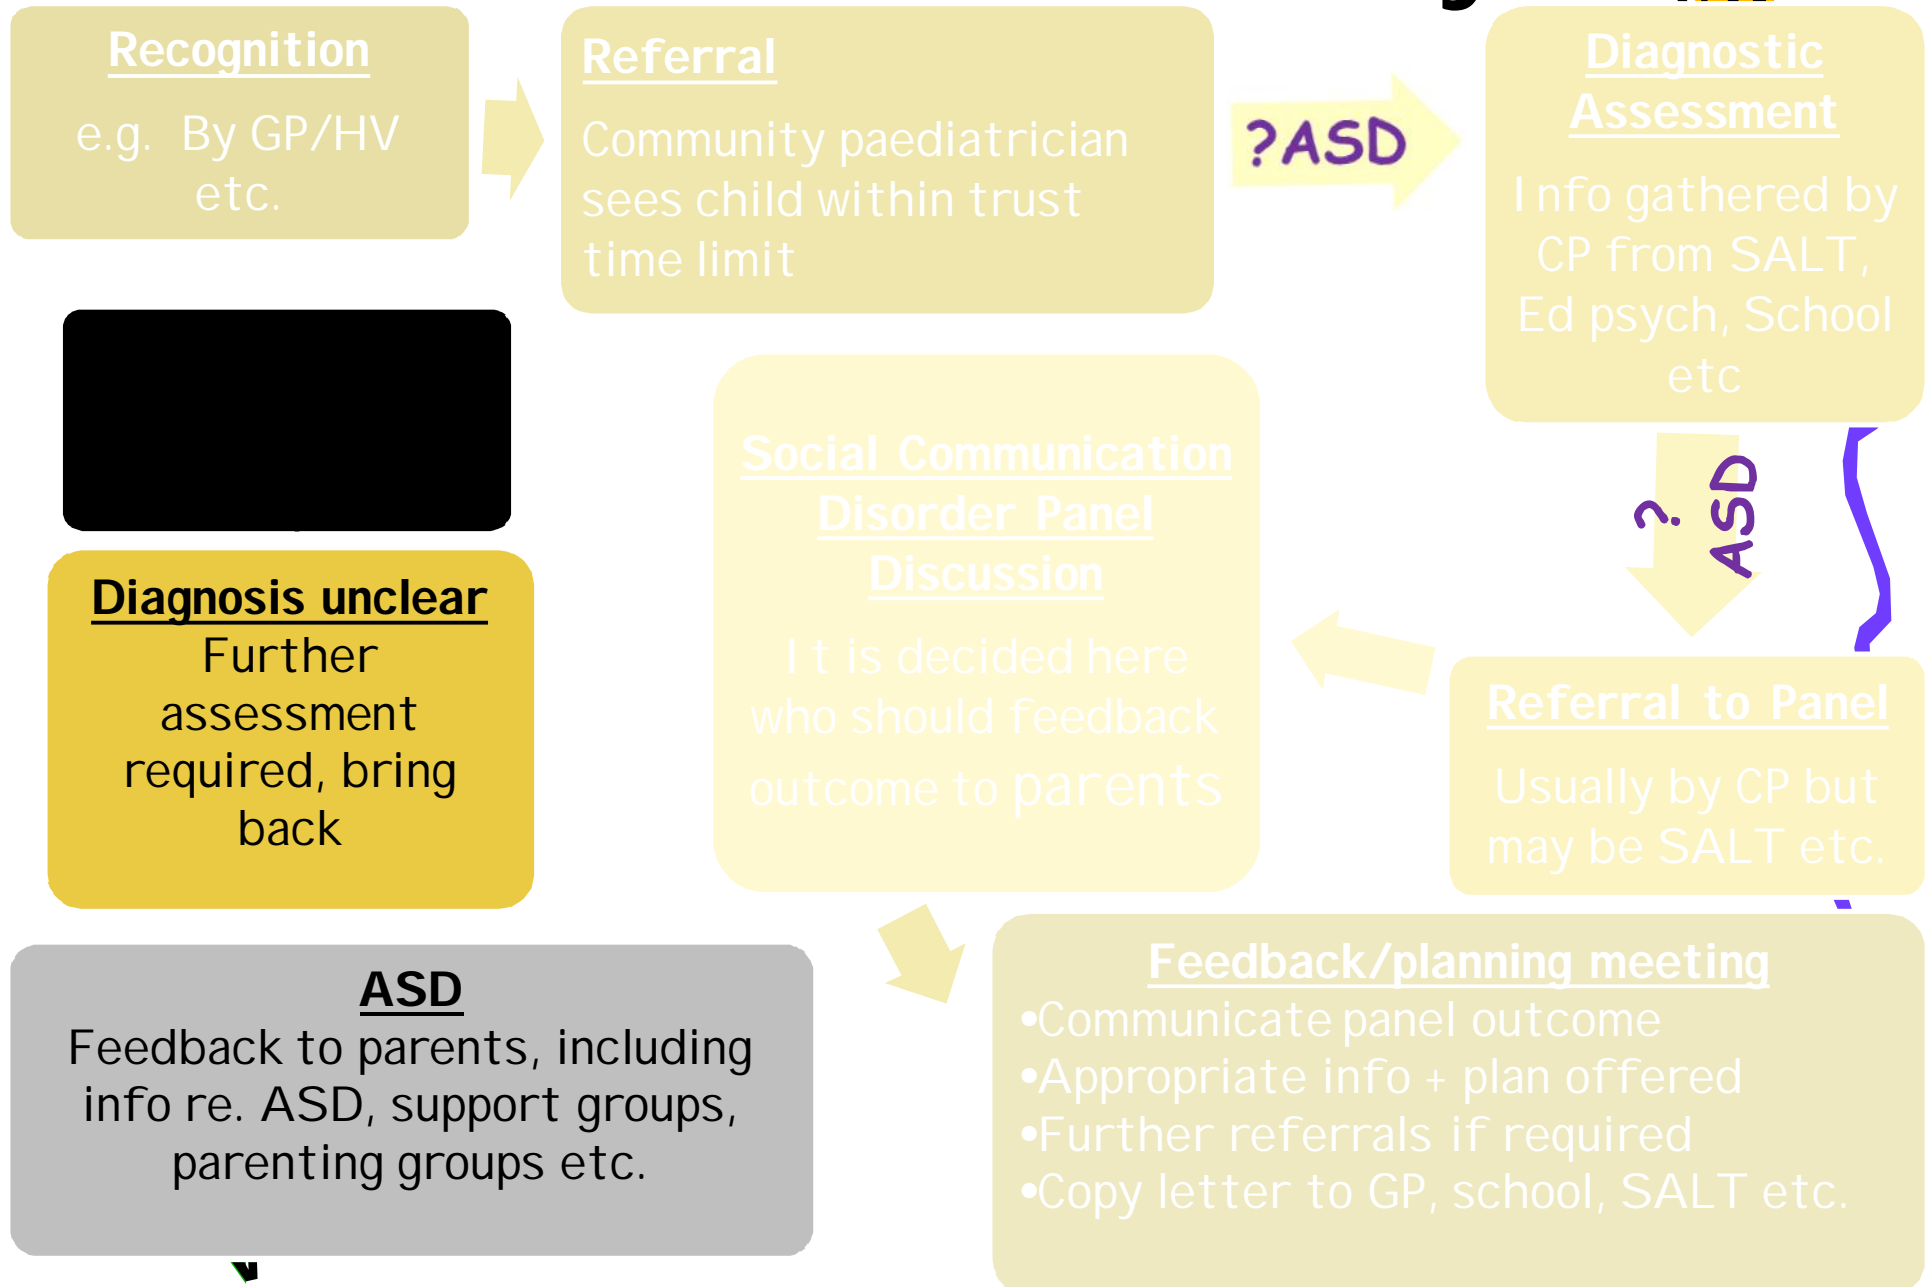 Recognition
e.g. By GP/HV
etc.
Referral
Community paediatrician
sees child within trust
time limit
?ASD
Diagnostic
Assessment
Info gathered by
CP from SALT,
Ed psych, School
etc
?
ASD
Referral to Panel
Usually by CP but
may be SALT etc.
Social Communication
Disorder Panel
Discussion
It is decided here
who should feedback
outcome to parents
Diagnosis unclear
Further
assessment
required, bring
back
ASD
Feedback to parents, including
info re. ASD, support groups,
parenting groups etc.
Feedback/planning meeting
•Communicate panel outcome
•Appropriate info + plan offered
•Further referrals if required
•Copy letter to GP, school, SALT etc.